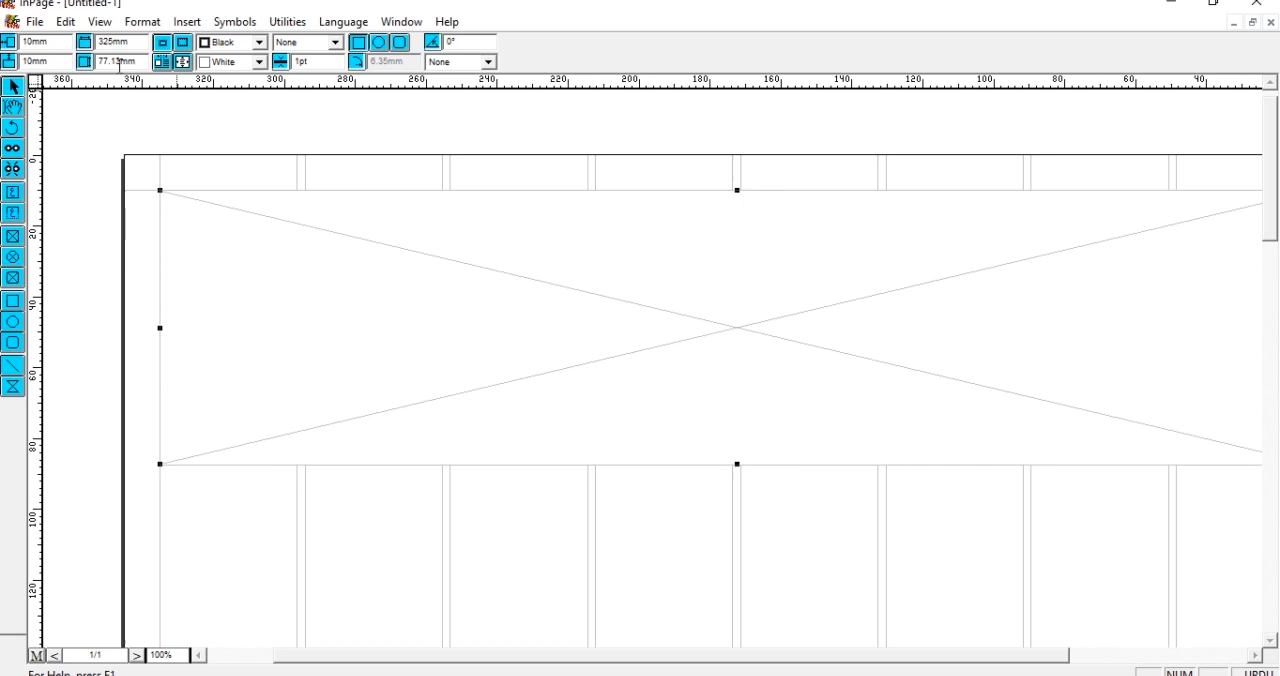 InPage - [Untitled-1]
File Edit View Format Insert Symbols Utilities Language Window Help
10mm 325mm Black None 0°
10mm 77.13mm White 1pt 6.35mm None
360 340 320 300 280 260 240 220 200 180 160 140 120 100 80 60 40
0
20
40
60
80
100
120
M < 1/1 > 100%
For Help, press F1 NUM URDU